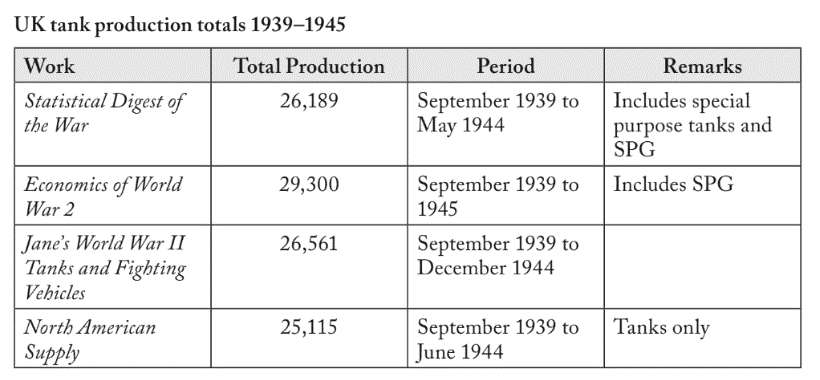 UK tank production totals 1939–1945
Work Total Production Period Remarks
Statistical Digest of the War 26,189 September 1939 to May 1944 Includes special purpose tanks and SPG
Economics of World War 2 29,300 September 1939 to 1945 Includes SPG
Jane's World War II Tanks and Fighting Vehicles 26,561 September 1939 to December 1944
North American Supply 25,115 September 1939 to June 1944 Tanks only